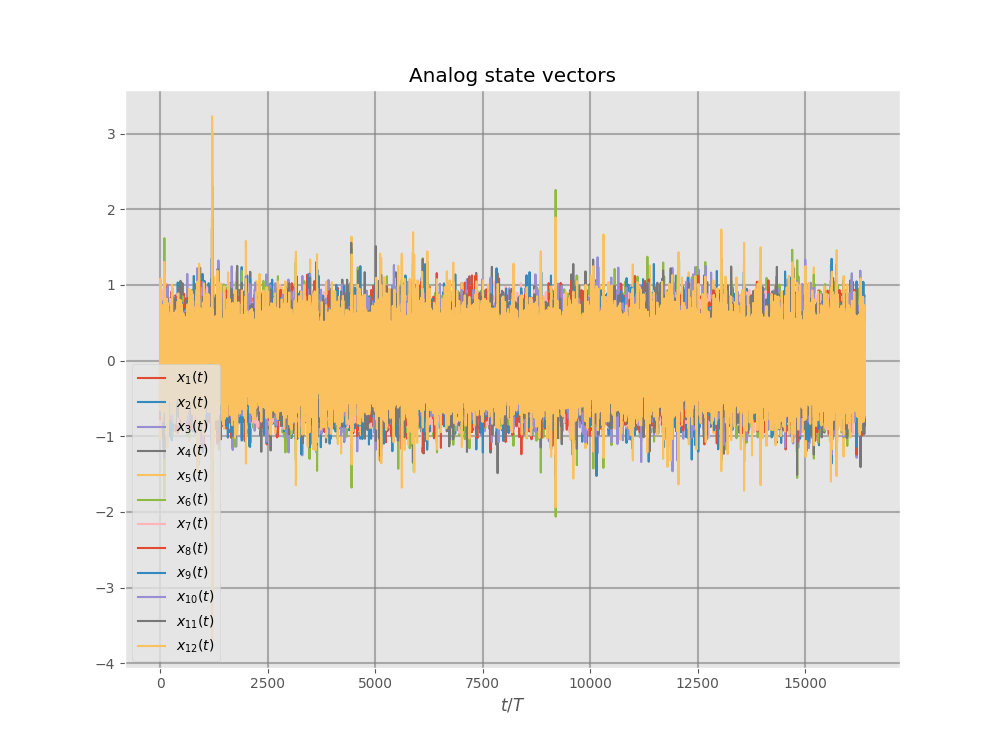 Analog state vectors
3
2
1
0
−1
−2
−3
−4
x₁(t)
x₂(t)
x₃(t)
x₄(t)
x₅(t)
x₆(t)
x₇(t)
x₈(t)
x₉(t)
x₁₀(t)
x₁₁(t)
x₁₂(t)
0 2500 5000 7500 10000 12500 15000
t/T